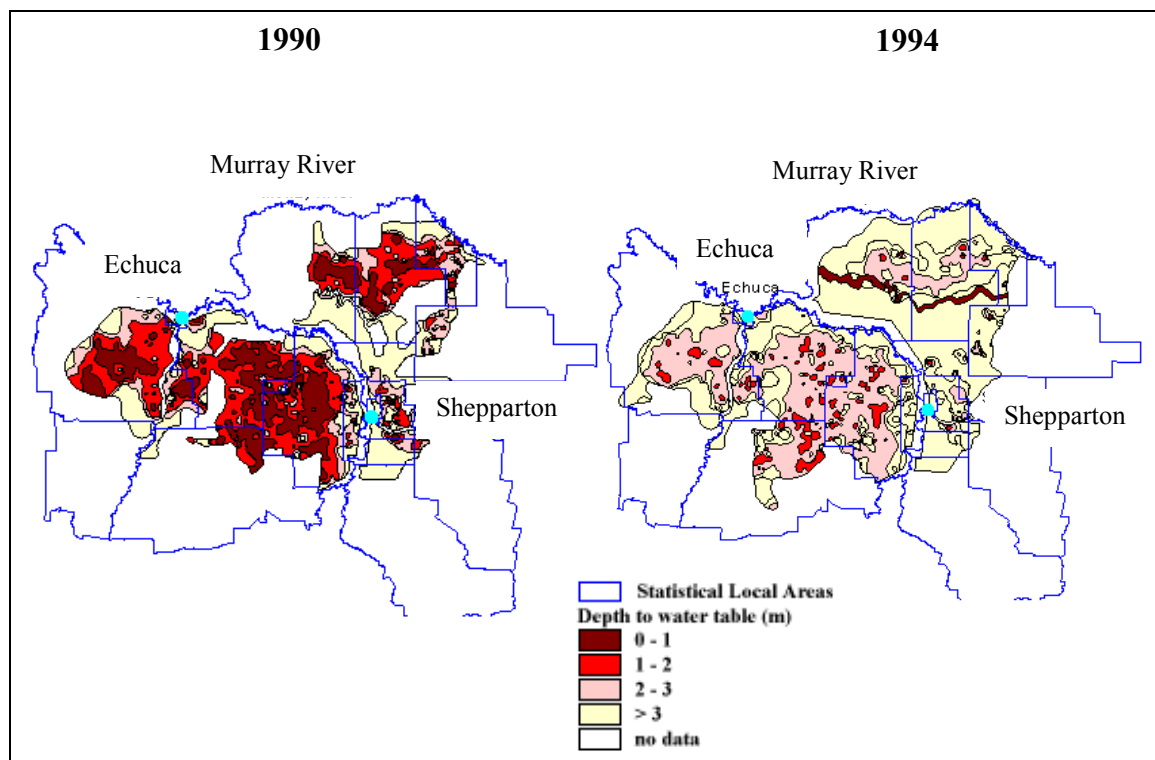 1990
1994
Murray River
Murray River
Echuca
Echuca
Echuca
Shepparton
Shepparton
Statistical Local Areas
Depth to water table (m)
0 - 1
1 - 2
2 - 3
> 3
no data